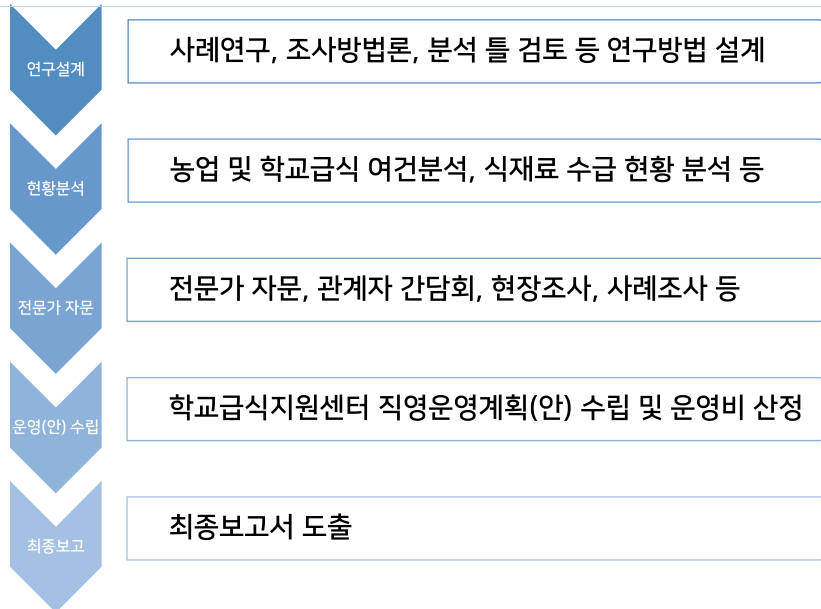 연구설계
사례연구, 조사방법론, 분석 틀 검토 등 연구방법 설계
현황분석
농업 및 학교급식 여건분석, 식재료 수급 현황 분석 등
전문가 자문
전문가 자문, 관계자 간담회, 현장조사, 사례조사 등
운영(안) 수립
학교급식지원센터 직영운영계획(안) 수립 및 운영비 산정
최종보고
최종보고서 도출